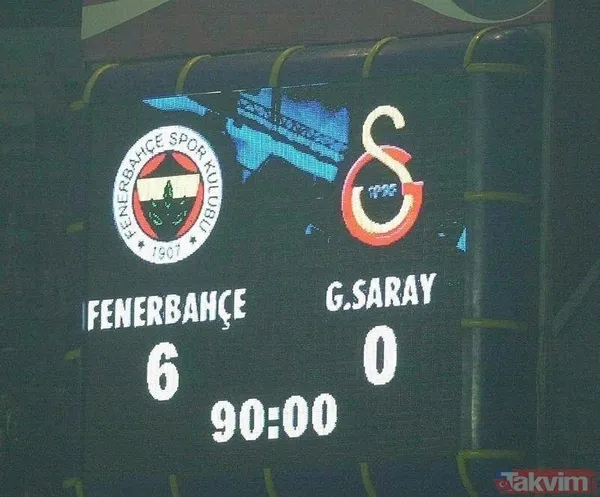 FENERBAHÇE SPOR KULÜBÜ
1907
1905
FENERBAHÇE G.SARAY
6 0
90:00
Takvim